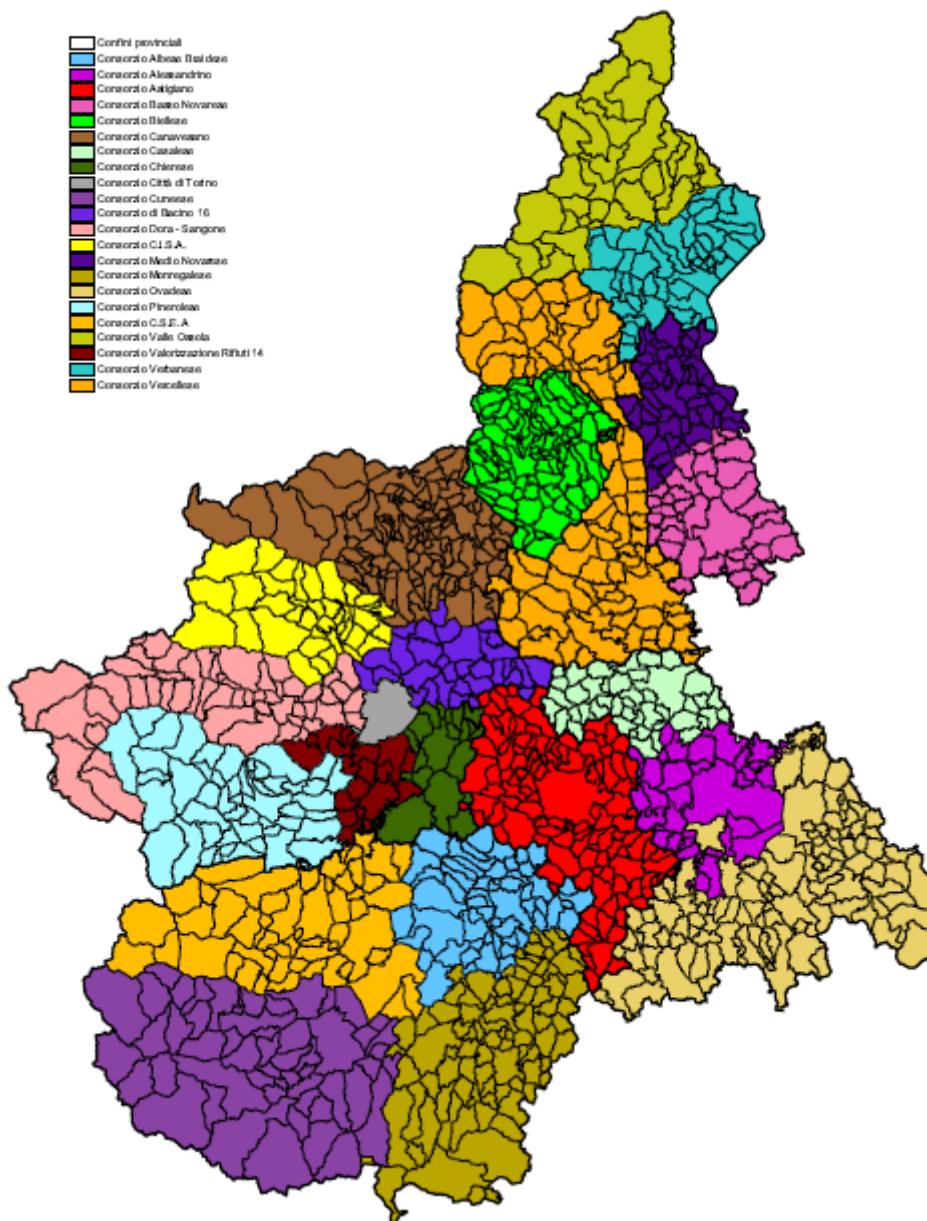 Confini provinciali
Consorzio Albese Braidese
Consorzio Alessandrino
Consorzio Astigiano
Consorzio Basso Novarese
Consorzio Biellese
Consorzio Canavesano
Consorzio Casalese
Consorzio Chierese
Consorzio Città di Torino
Consorzio Cuneese
Consorzio di Bacino 16
Consorzio Dora - Sangone
Consorzio C.I.S.A.
Consorzio Medio Novarese
Consorzio Monregalese
Consorzio Ovadese
Consorzio Pinerolese
Consorzio C.S.E.A
Consorzio Valle Ossola
Consorzio Valorizzazione Rifiuti 14
Consorzio Verbanese
Consorzio Vercellese